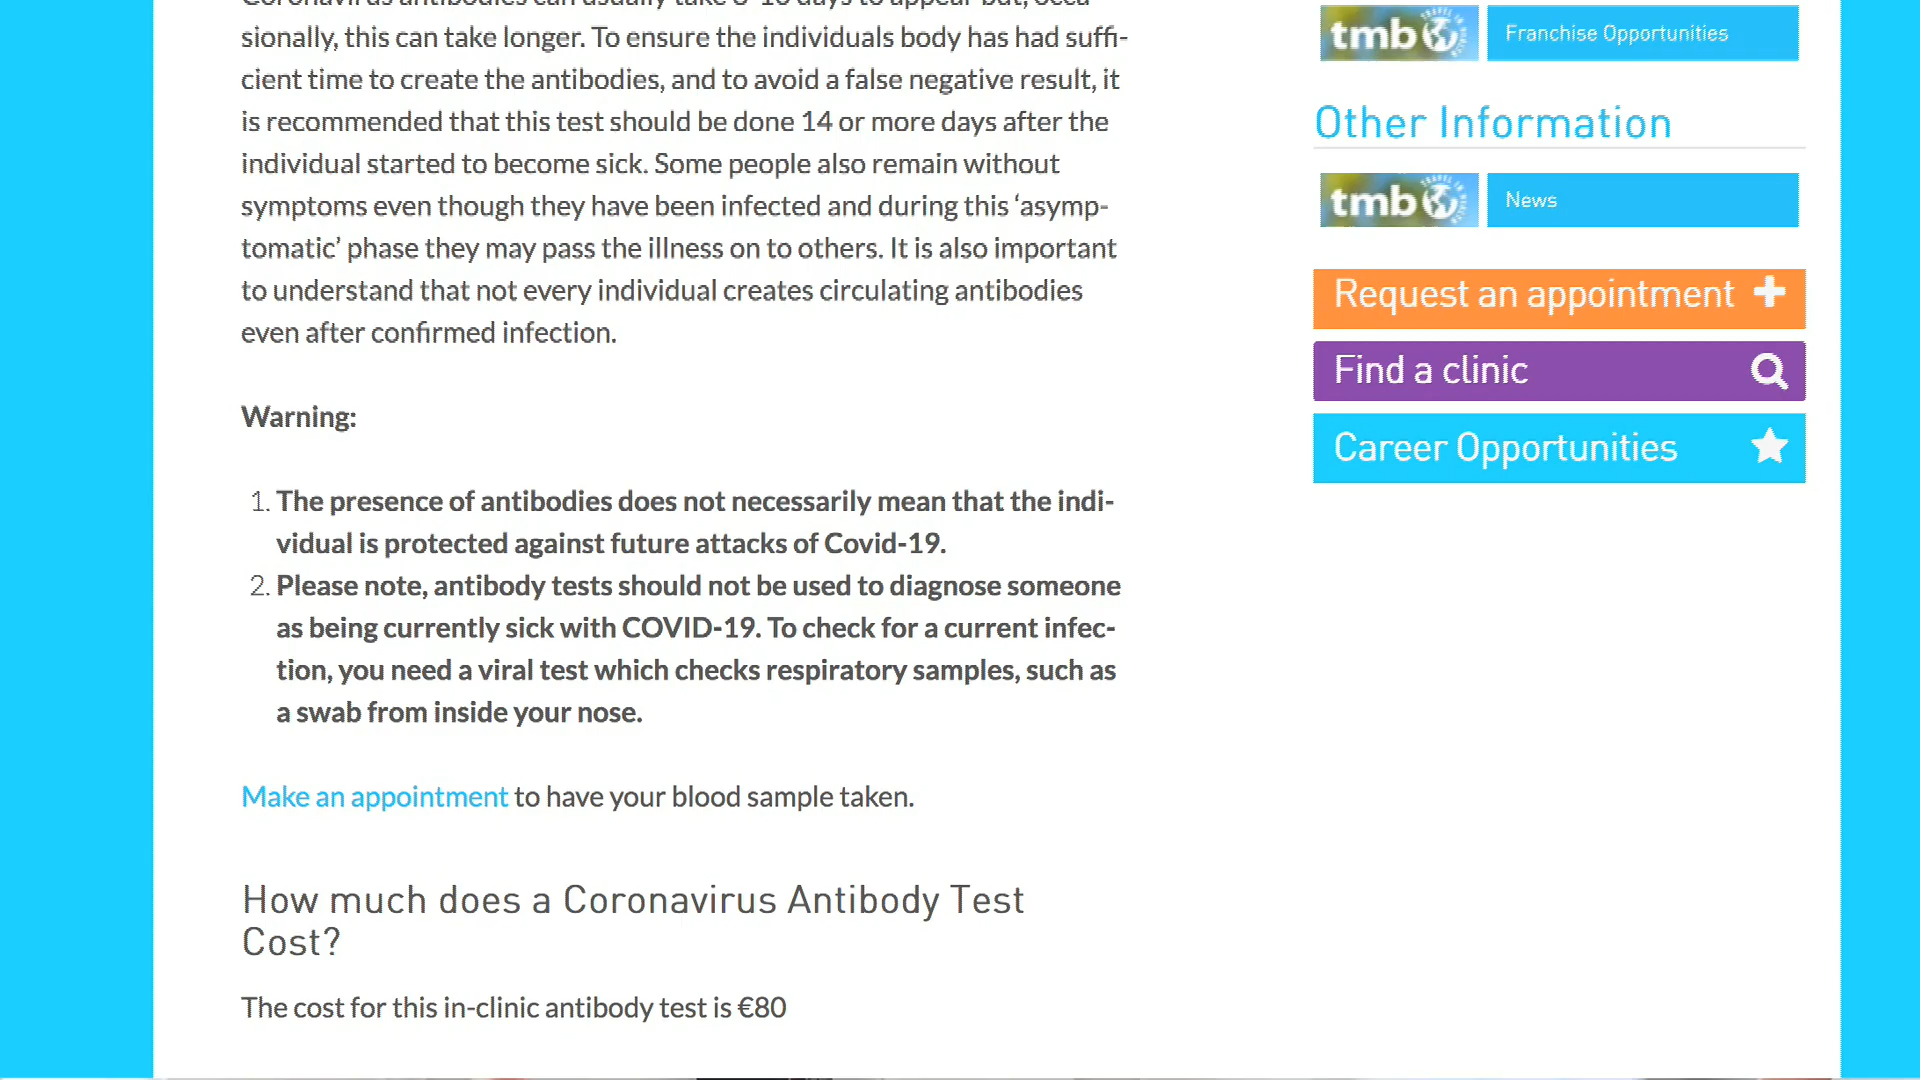 Coronavirus antibodies can usually take 8-10 days to appear but, occa-
sionally, this can take longer. To ensure the individuals body has had suffi-
cient time to create the antibodies, and to avoid a false negative result, it
is recommended that this test should be done 14 or more days after the
individual started to become sick. Some people also remain without
symptoms even though they have been infected and during this ‘asymp-
tomatic’ phase they may pass the illness on to others. It is also important
to understand that not every individual creates circulating antibodies
even after confirmed infection.
Warning:
1. The presence of antibodies does not necessarily mean that the indi-
vidual is protected against future attacks of Covid-19.
2. Please note, antibody tests should not be used to diagnose someone
as being currently sick with COVID-19. To check for a current infec-
tion, you need a viral test which checks respiratory samples, such as
a swab from inside your nose.
Make an appointment to have your blood sample taken.
How much does a Coronavirus Antibody Test
Cost?
The cost for this in-clinic antibody test is €80
tmb
Franchise Opportunities
Other Information
tmb
News
Request an appointment
Find a clinic
Career Opportunities